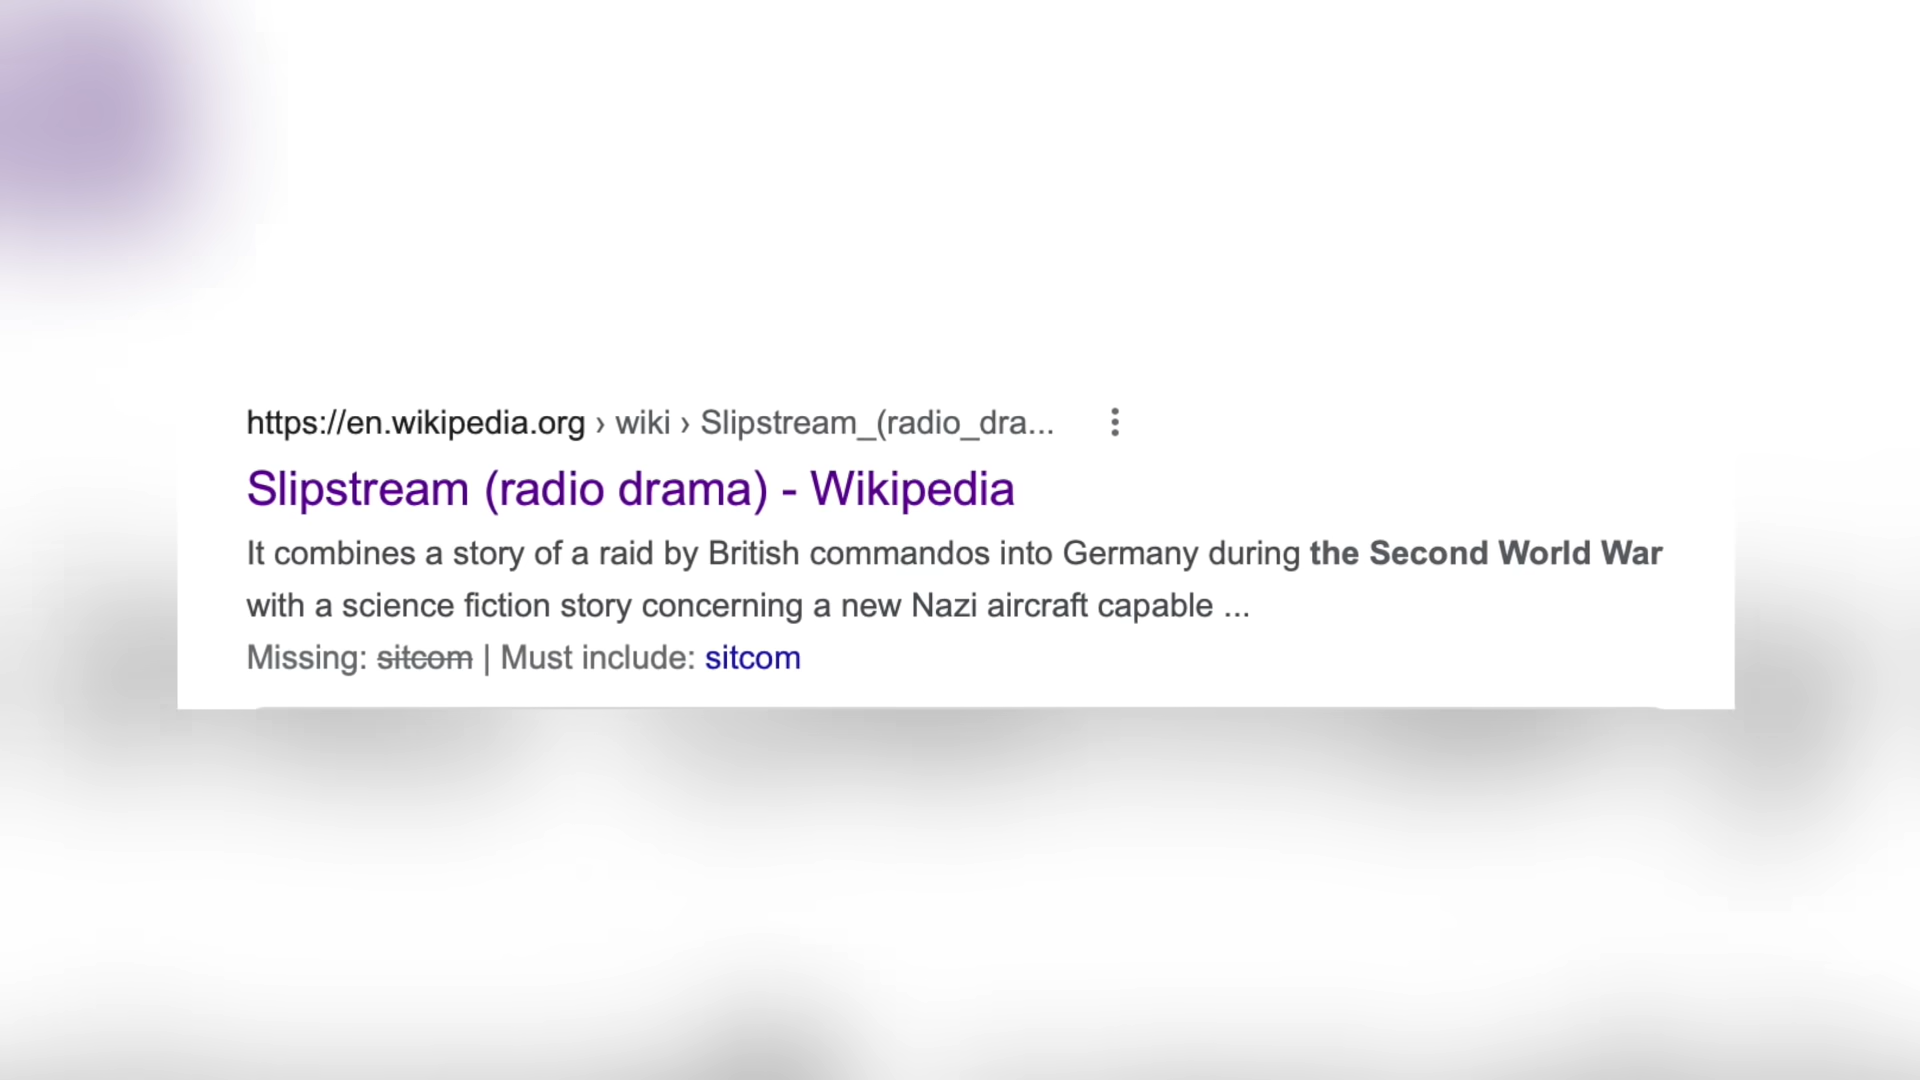 https://en.wikipedia.org › wiki › Slipstream_(radio_dra...
Slipstream (radio drama) - Wikipedia
It combines a story of a raid by British commandos into Germany during the Second World War
with a science fiction story concerning a new Nazi aircraft capable ...
Missing: sitcom | Must include: sitcom